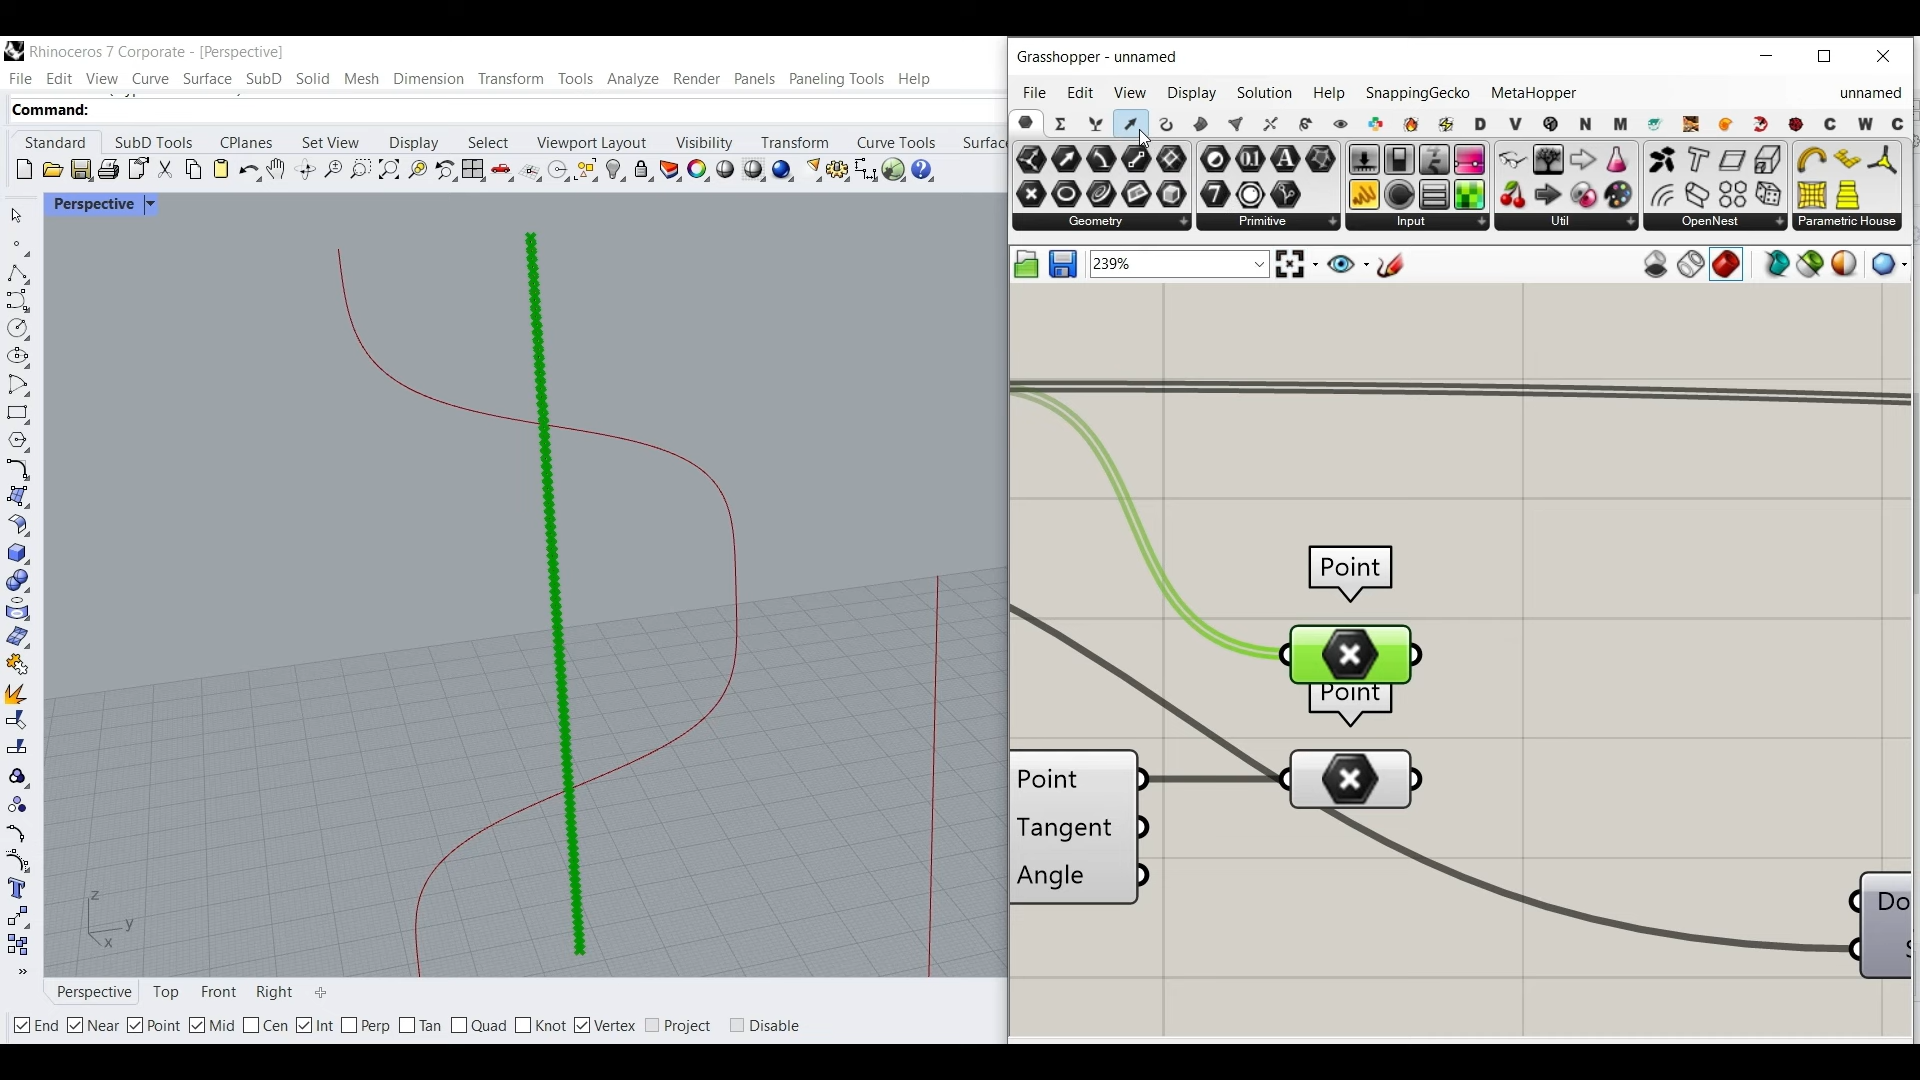 Rhinoceros 7 Corporate - [Perspective]
File Edit View Curve Surface SubD Solid Mesh Dimension Transform Tools Analyze Render Panels Paneling Tools Help
Command:
Standard SubD Tools CPlanes Set View Display Select Viewport Layout Visibility Transform Curve Tools Surfac
Perspective
z
y
x
Perspective Top Front Right
End Near Point Mid Cen Int Perp Tan Quad Knot Vertex Project Disable
Grasshopper - unnamed
File Edit View Display Solution Help SnappingGecko MetaHopper unnamed
D V N M C W C
Geometry Primitive Input Util OpenNest Parametric House
239%
Point
Point
Point
Tangent
Angle
Do